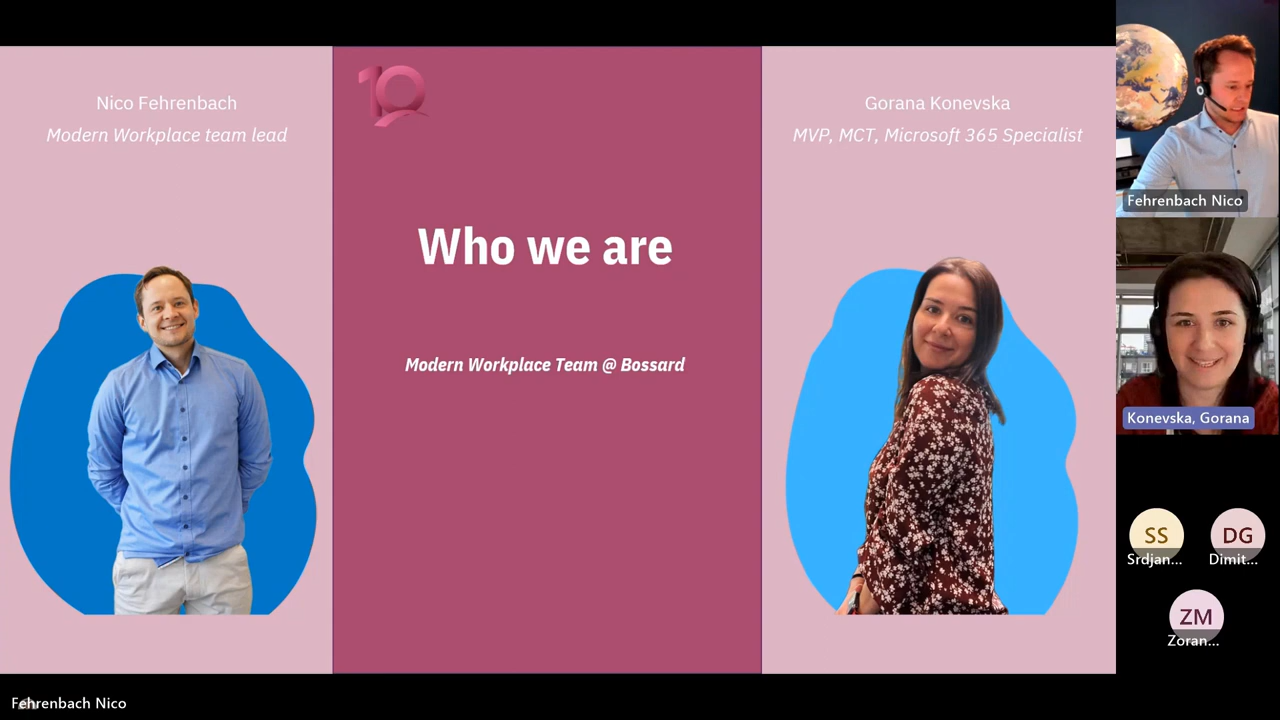 Nico Fehrenbach
Modern Workplace team lead
10
Who we are
Modern Workplace Team @ Bossard
Gorana Konevska
MVP, MCT, Microsoft 365 Specialist
Fehrenbach Nico
Konevska, Gorana
SS
Srdjan...
DG
Dimit...
ZM
Zoran...
Fehrenbach Nico